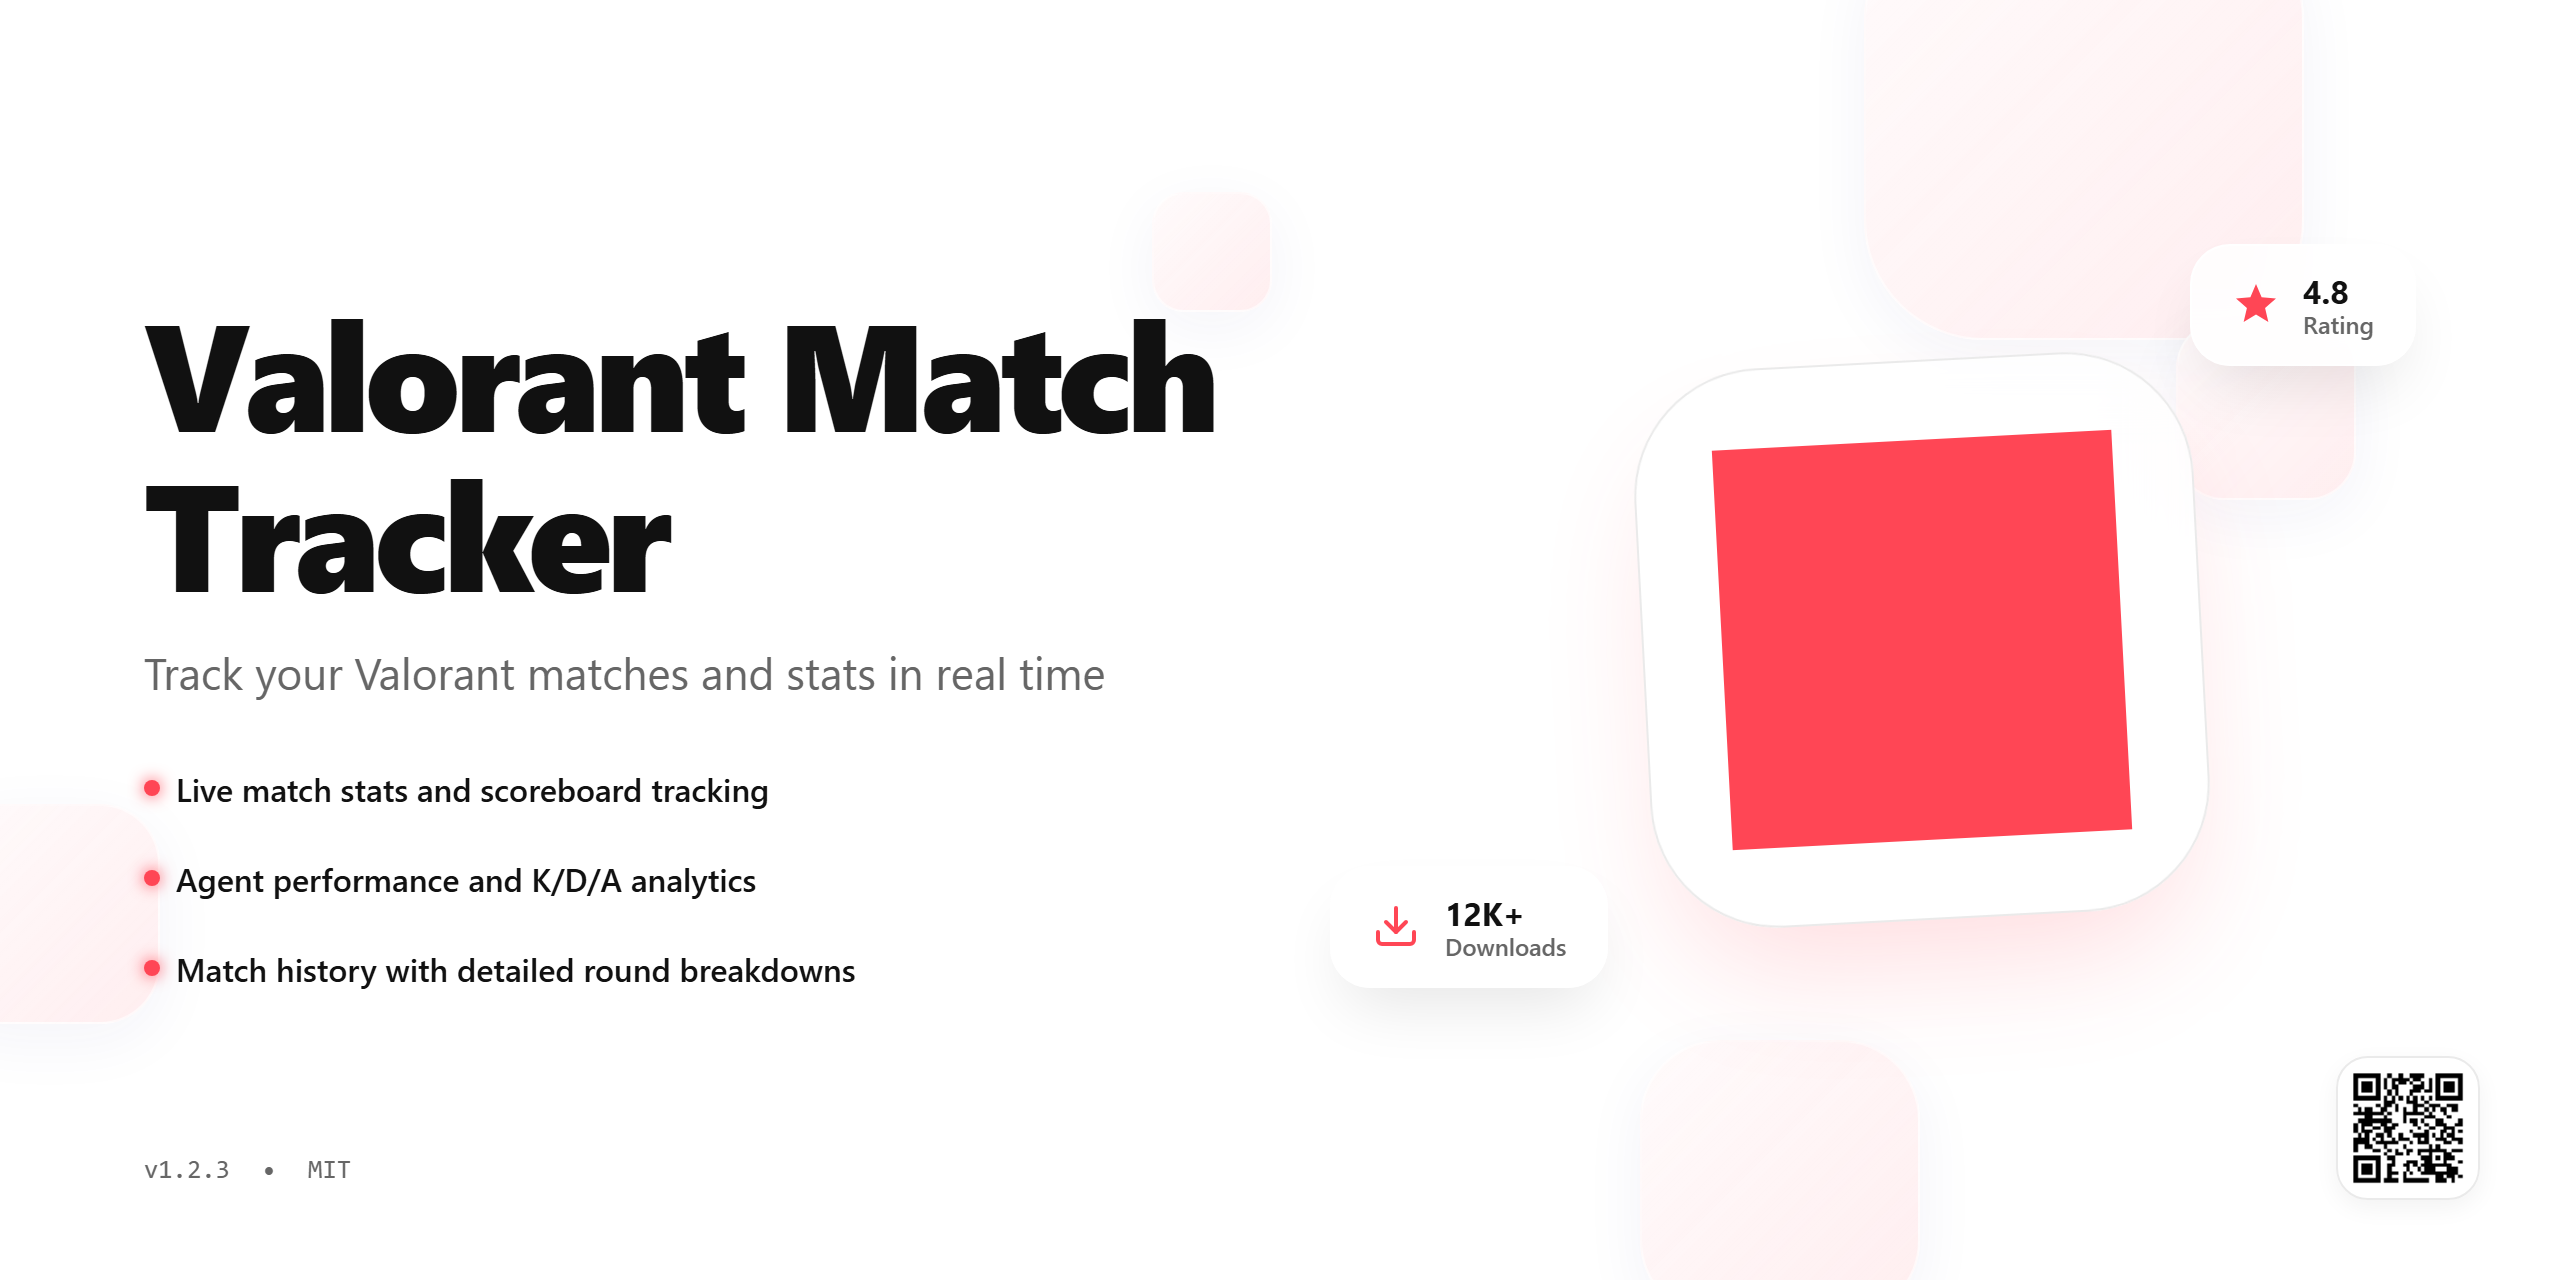 Valorant Match
Tracker
Track your Valorant matches and stats in real time
Live match stats and scoreboard tracking
Agent performance and K/D/A analytics
Match history with detailed round breakdowns
v1.2.3 • MIT
4.8
Rating
12K+
Downloads